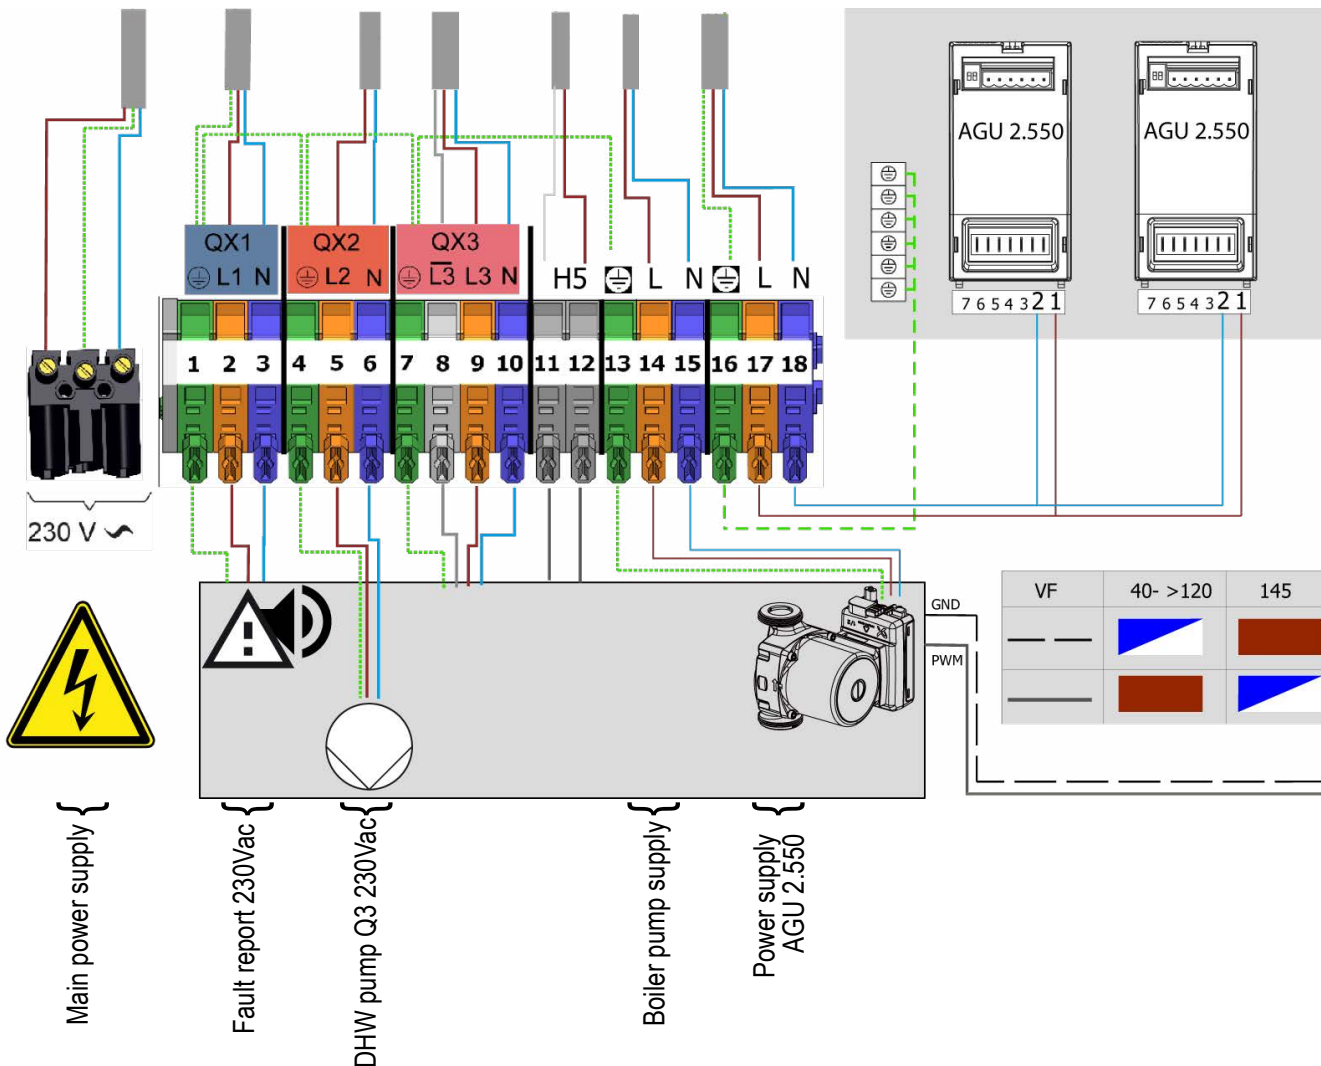 AGU 2.550
AGU 2.550
7 6 5 4 3 2 1
7 6 5 4 3 2 1
QX1
L1 N
QX2
L2 N
QX3
L3 L3 N
H5
L N
L N
1 2 3 4 5 6 7 8 9 10 11 12 13 14 15 16 17 18
230 V
GND
PWM
VF 40- >120 145
Main power supply
Fault report 230Vac
DHW pump Q3 230Vac
Boiler pump supply
Power supply
AGU 2.550